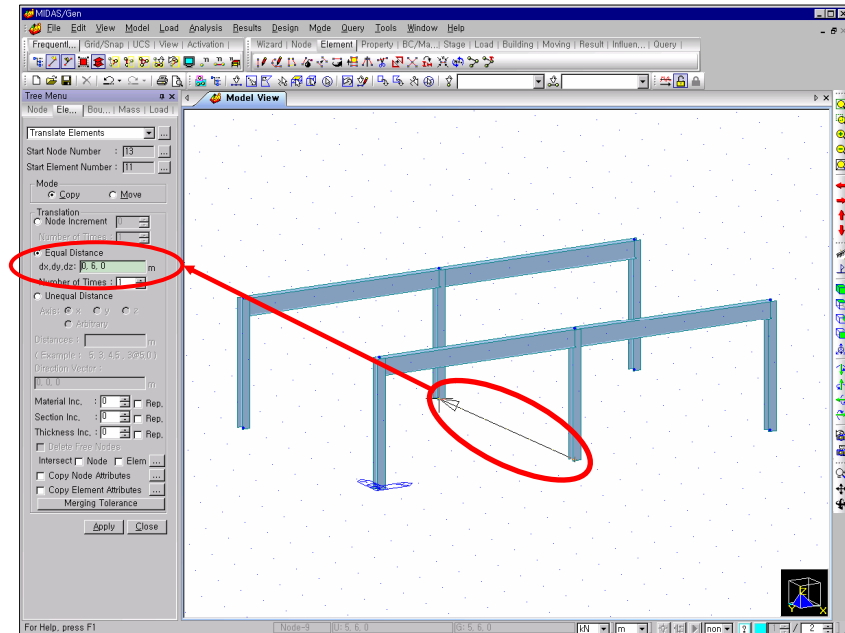 MIDAS/Gen
File Edit View Model Load Analysis Results Design Mode Query Tools Window Help
Frequentl... | Grid/Snap | UCS | View | Activation | Wizard | Node | Element | Property | BC/Ma... | Stage | Load | Building | Moving | Result | Influen... | Query |
Tree Menu
Model View
Node Ele... Bou... Mass Load
Translate Elements
Start Node Number : 13
Start Element Number : 11
Mode
Copy Move
Translation
Node Increment 0
Number of Times : 1
Equal Distance
dx,dy,dz: 0, 6, 0 m
Number of Times : 1
Unequal Distance
Axis: x y z
Arbitrary
Distances : m
( Example : 5, 3, 4.5, 3@5.0 )
Direction Vector :
0, 0, 0 m
Material Inc. : 0 Rep.
Section Inc. : 0 Rep.
Thickness Inc. : 0 Rep.
Delete Free Nodes
Intersect Node Elem ...
Copy Node Attributes ...
Copy Element Attributes ...
Merging Tolerance
Apply Close
For Help, press F1
Node-9 U: 5, 6, 0 G: 5, 6, 0 kN m non 1 / 2